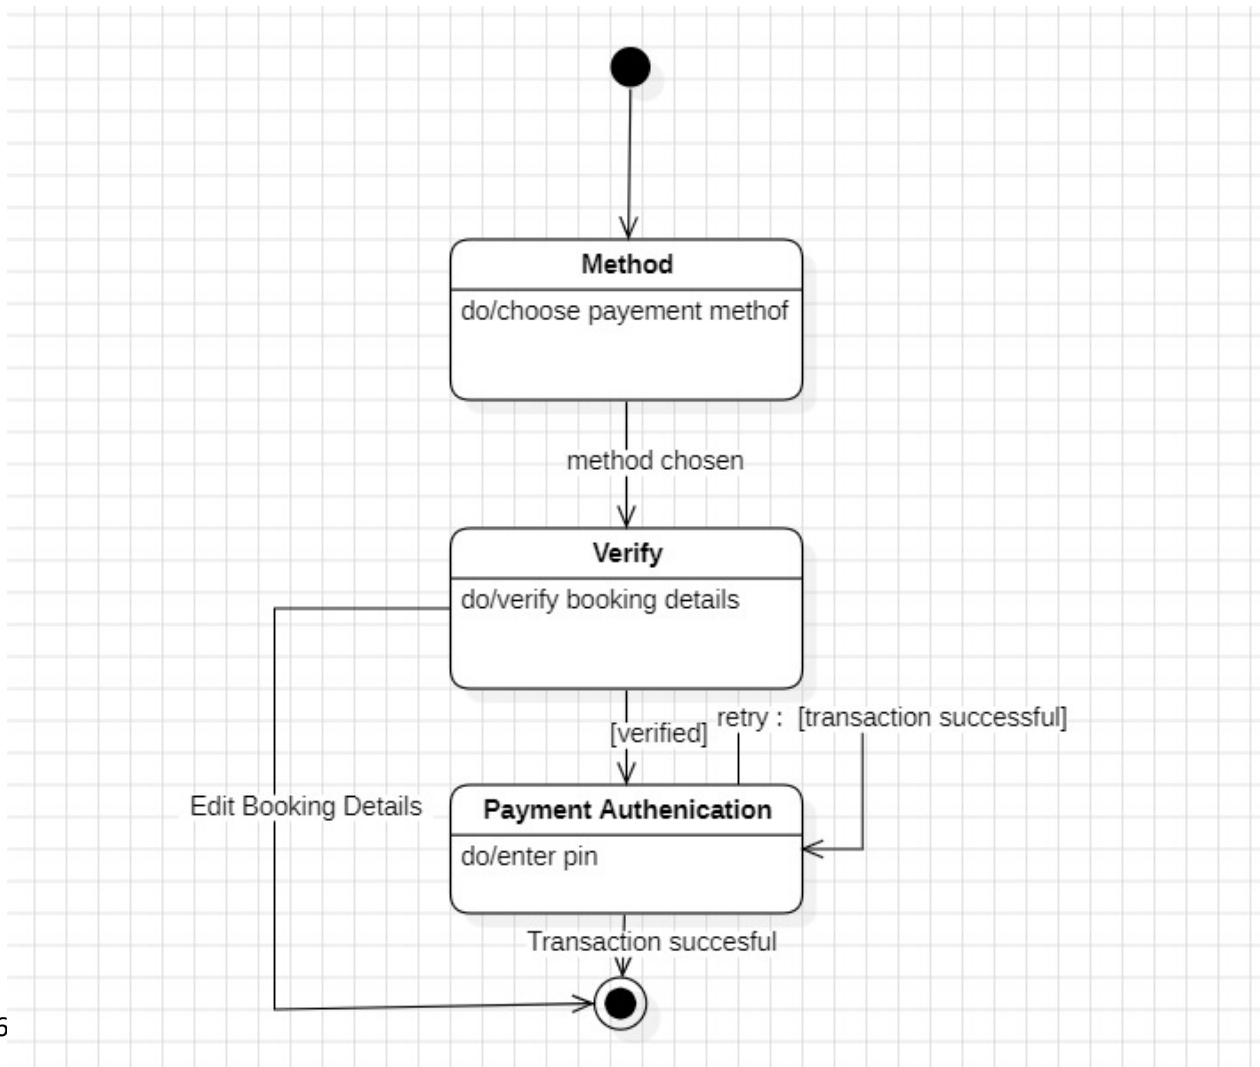 Method
do/choose payement methof
method chosen
Verify
do/verify booking details
[verified]
retry : [transaction successful]
Edit Booking Details
Payment Authenication
do/enter pin
Transaction succesful
6